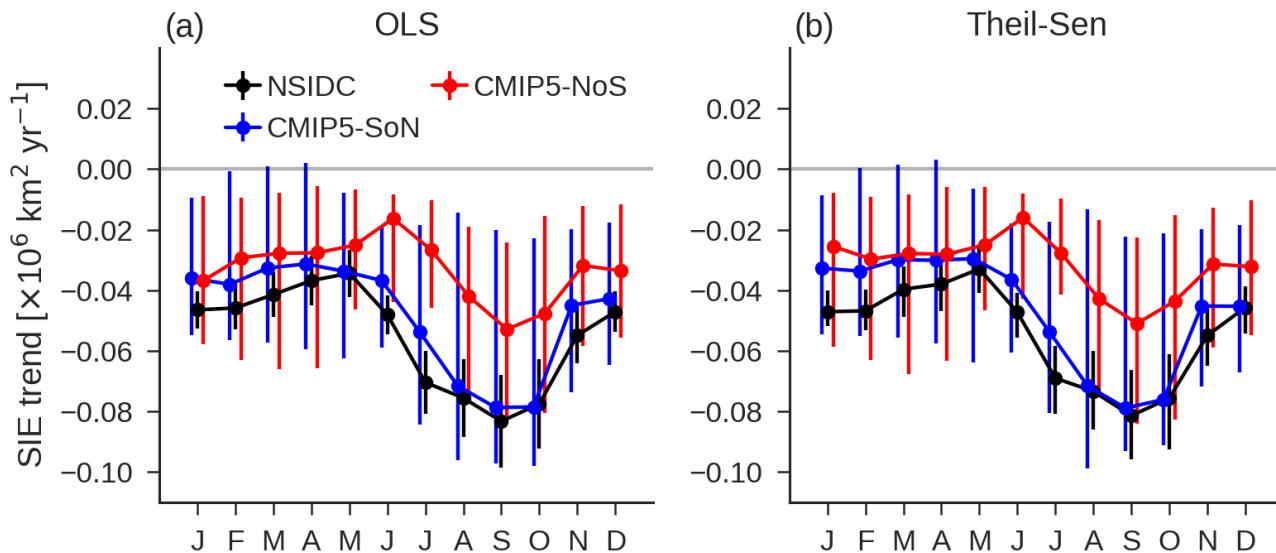 (a) OLS
(b) Theil-Sen
NSIDC CMIP5-NoS
CMIP5-SoN
SIE trend [×10⁶ km² yr⁻¹]
0.02
0.00
−0.02
−0.04
−0.06
−0.08
−0.10
J F M A M J J A S O N D
0.02
0.00
−0.02
−0.04
−0.06
−0.08
−0.10
J F M A M J J A S O N D